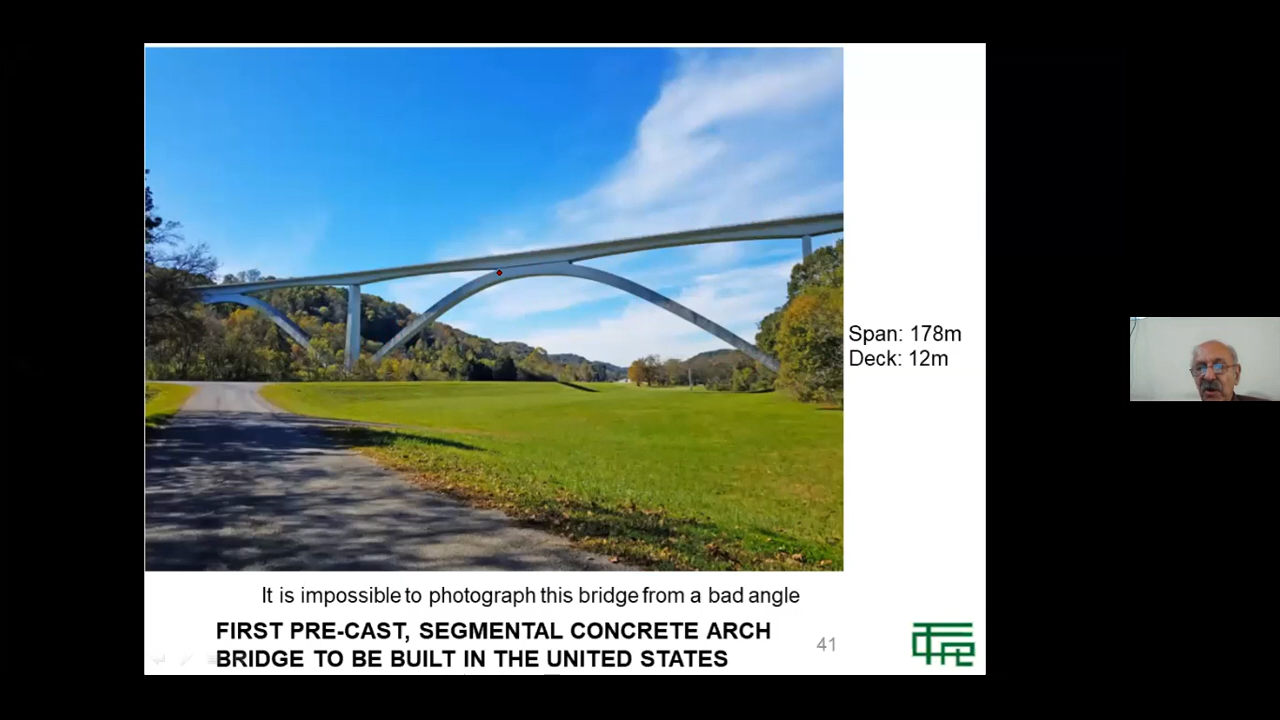 Span: 178m
Deck: 12m
It is impossible to photograph this bridge from a bad angle
FIRST PRE-CAST, SEGMENTAL CONCRETE ARCH
BRIDGE TO BE BUILT IN THE UNITED STATES
41